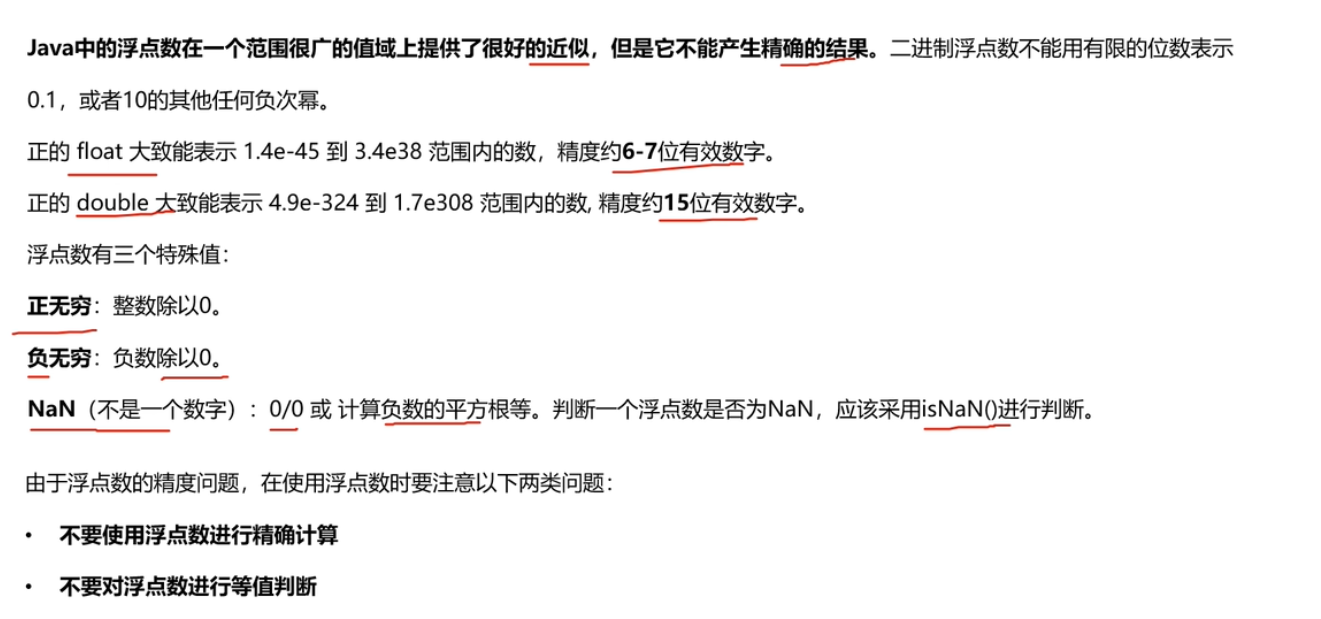 Java中的浮点数在一个范围很广的值域上提供了很好的近似，但是它不能产生精确的结果。二进制浮点数不能用有限的位数表示
0.1，或者10的其他任何负次幂。
正的 float 大致能表示 1.4e-45 到 3.4e38 范围内的数，精度约6-7位有效数字。
正的 double 大致能表示 4.9e-324 到 1.7e308 范围内的数, 精度约15位有效数字。
浮点数有三个特殊值：
正无穷：整数除以0。
负无穷：负数除以0。
NaN（不是一个数字）：0/0 或 计算负数的平方根等。判断一个浮点数是否为NaN，应该采用isNaN()进行判断。
由于浮点数的精度问题，在使用浮点数时要注意以下两类问题：
• 不要使用浮点数进行精确计算
• 不要对浮点数进行等值判断